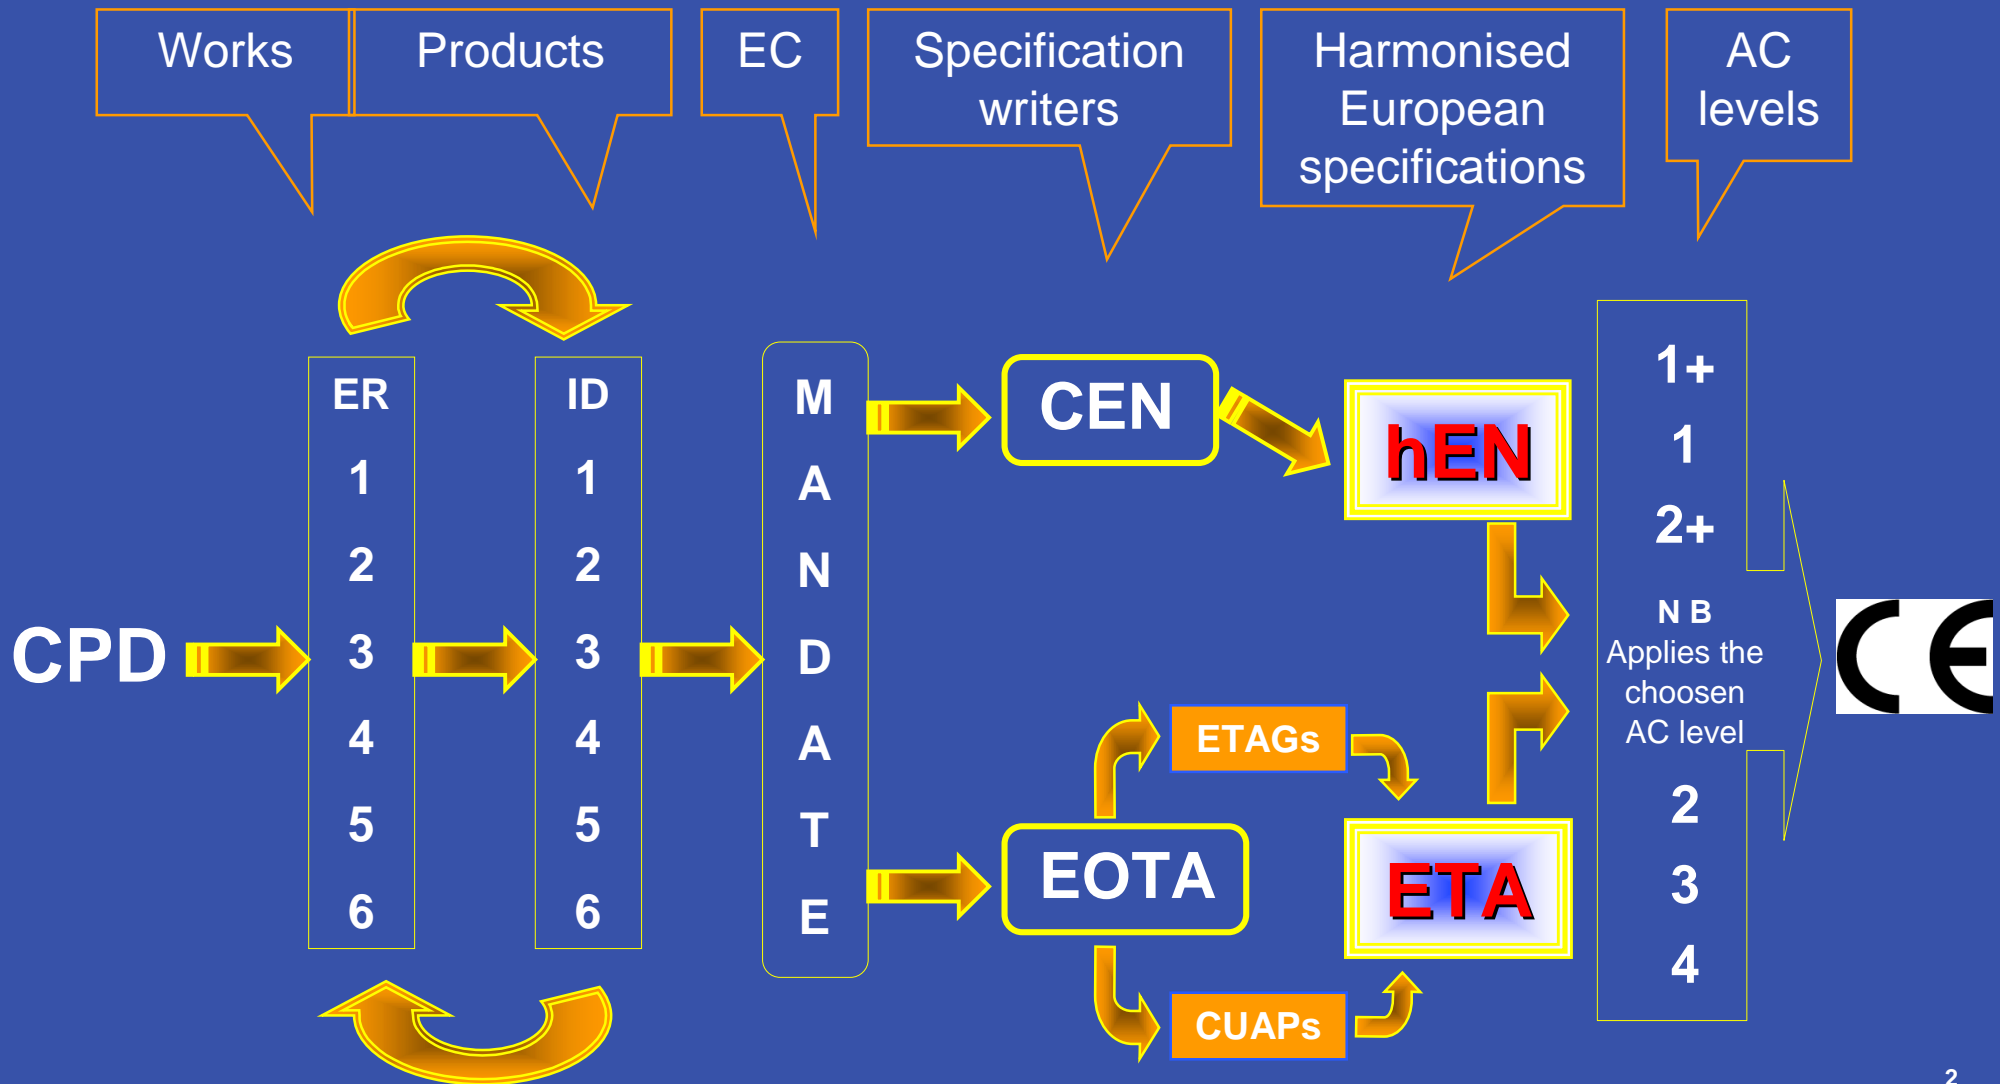 Works
Products
EC
Specification
writers
Harmonised
European
specifications
AC
levels
CPD
ER
1
2
3
4
5
6
ID
1
2
3
4
5
6
M
A
N
D
A
T
E
CEN
EOTA
ETAGs
CUAPs
hEN
ETA
1+
1
2+
N B
Applies the
choosen
AC level
2
3
4
CE
2